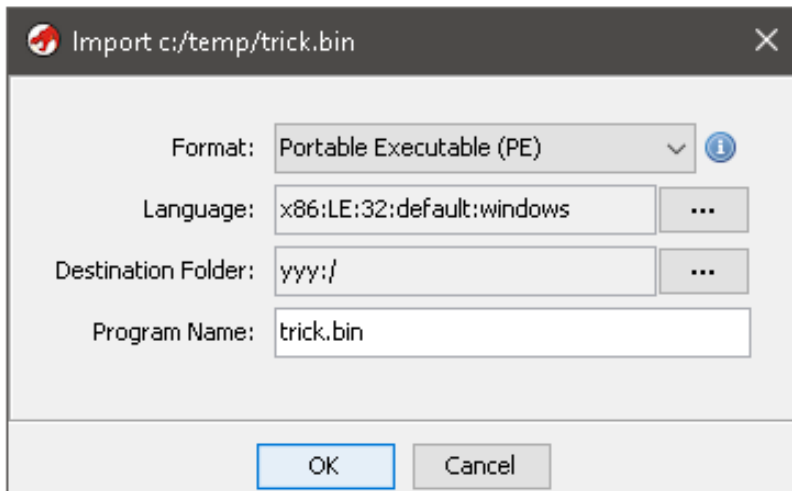 Import c:/temp/trick.bin
Format: Portable Executable (PE)
Language: x86:LE:32:default:windows ...
Destination Folder: yyy:/ ...
Program Name: trick.bin
OK Cancel